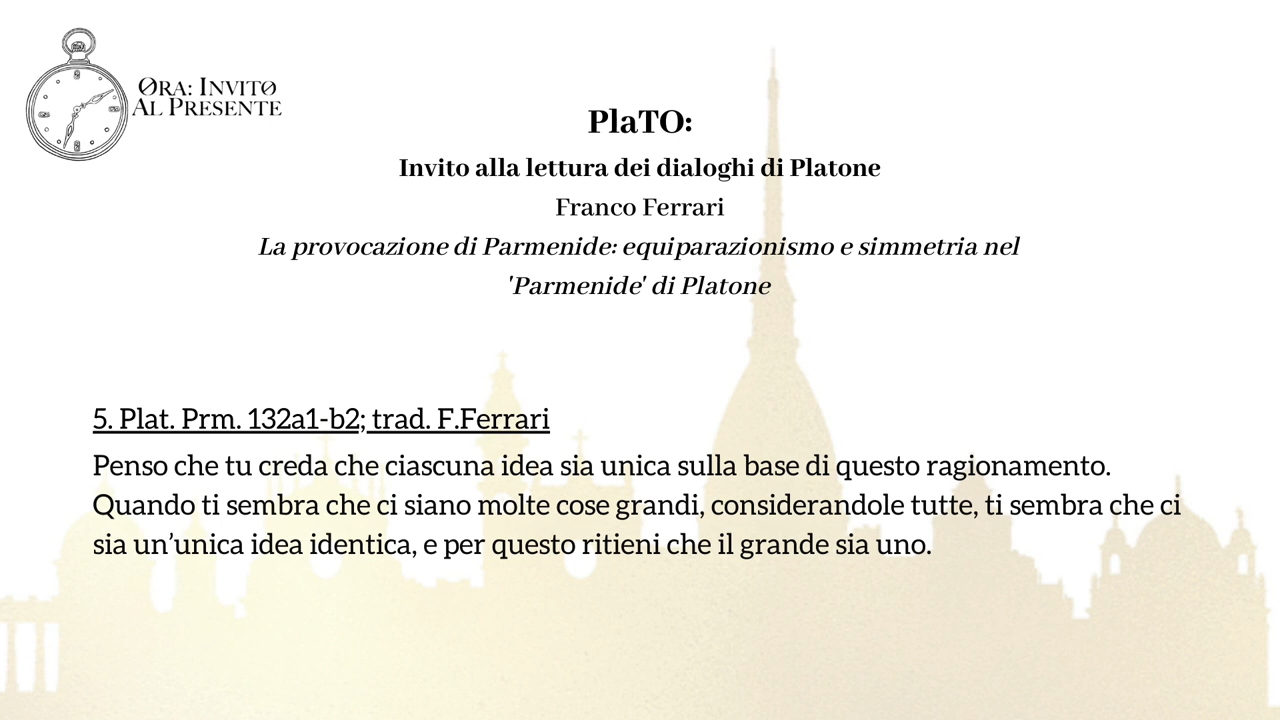 ØRA: INVITØ
AL PRESENTE
PlaTO:
Invito alla lettura dei dialoghi di Platone
Franco Ferrari
La provocazione di Parmenide: equiparazionismo e simmetria nel
'Parmenide' di Platone
5. Plat. Prm. 132a1-b2; trad. F.Ferrari
Penso che tu creda che ciascuna idea sia unica sulla base di questo ragionamento.
Quando ti sembra che ci siano molte cose grandi, considerandole tutte, ti sembra che ci
sia un’unica idea identica, e per questo ritieni che il grande sia uno.